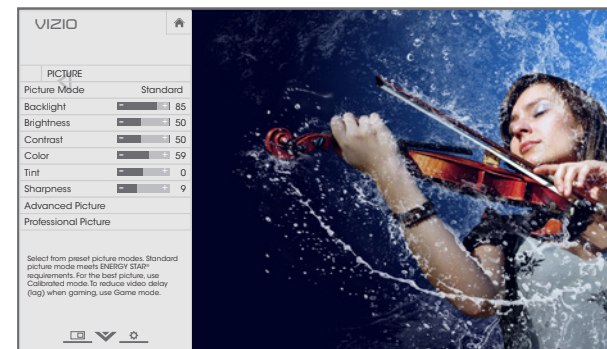 VIZIO
PICTURE
Picture Mode Standard
Backlight 85
Brightness 50
Contrast 50
Color 59
Tint 0
Sharpness 9
Advanced Picture
Professional Picture
Select from preset picture modes. Standard
picture mode meets ENERGY STAR®
requirements. For the best picture, use
Calibrated mode. To reduce video delay
(lag) when gaming, use Game mode.